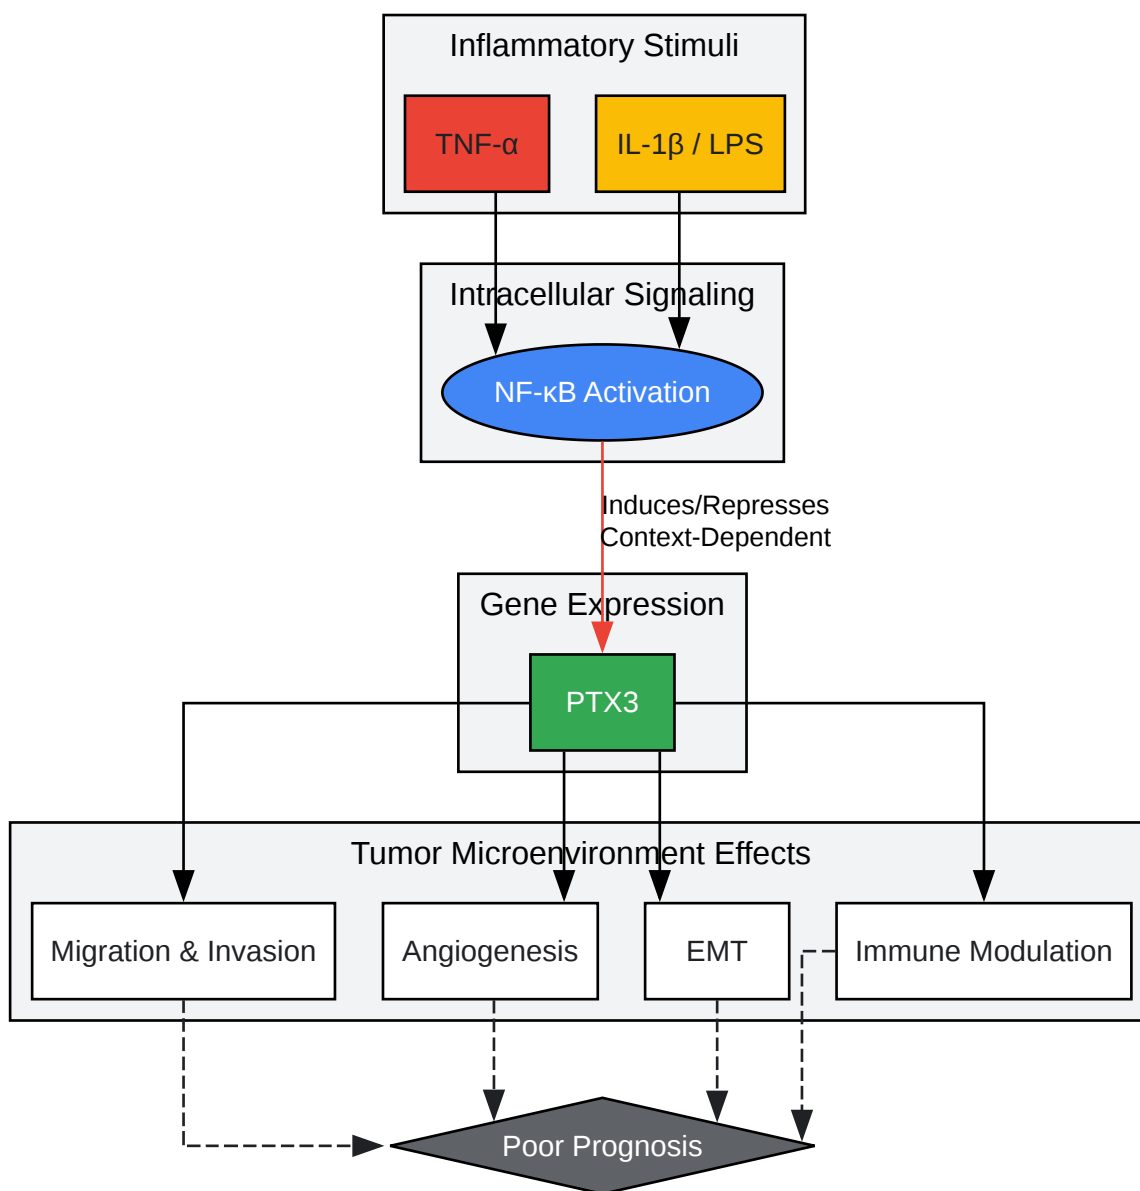 Inflammatory Stimuli
TNF-α
IL-1β / LPS
Intracellular Signaling
NF-κB Activation
Induces/Represses
Context-Dependent
Gene Expression
PTX3
Tumor Microenvironment Effects
Migration & Invasion
Angiogenesis
EMT
Immune Modulation
Poor Prognosis